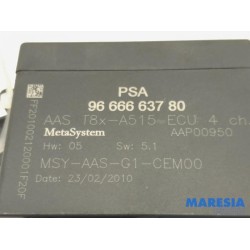 PSA
96 666 637 80
AAS T8x-A515-ECU 4 ch.
MetaSystem AAP00950
Hw: 05 Sw: 5.1
MSY-AAS-G1-CEM00
Date: 23/02/2010
FF201002120001F20F
MARESIA